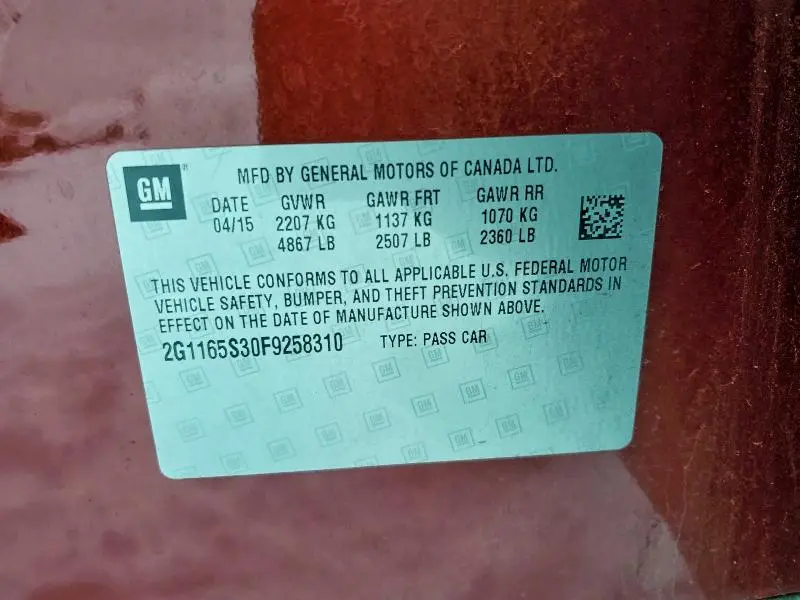 GM
MFD BY GENERAL MOTORS OF CANADA LTD.
DATE GVWR GAWR FRT GAWR RR
04/15 2207 KG 1137 KG 1070 KG
4867 LB 2507 LB 2360 LB
THIS VEHICLE CONFORMS TO ALL APPLICABLE U.S. FEDERAL MOTOR
VEHICLE SAFETY, BUMPER, AND THEFT PREVENTION STANDARDS IN
EFFECT ON THE DATE OF MANUFACTURE SHOWN ABOVE.
2G1165S30F9258310 TYPE: PASS CAR